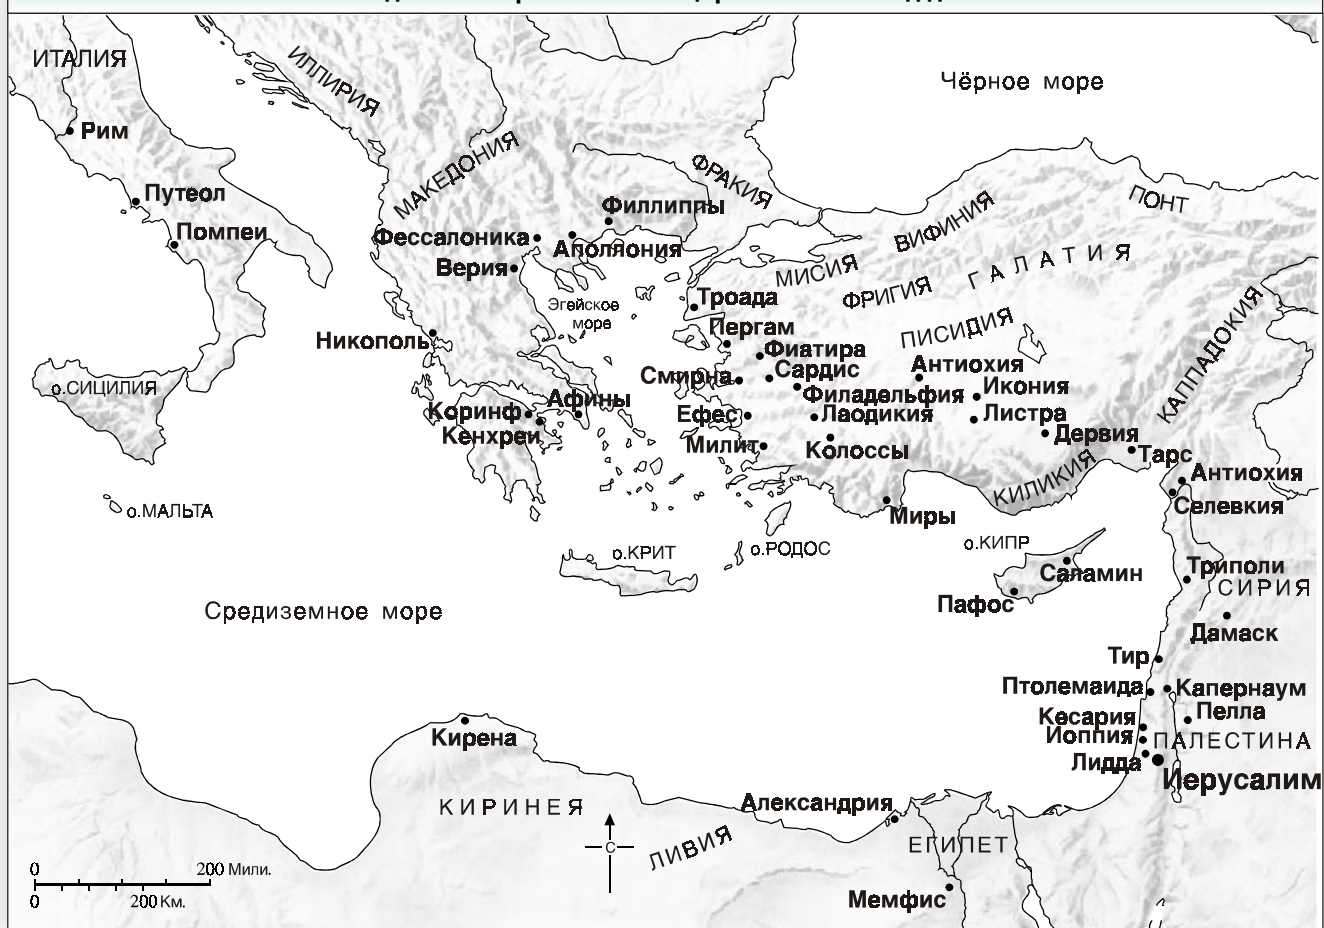 ИТАЛИЯ
ИЛЛИРИЯ
Чёрное море
Рим
МАКЕДОНИЯ
ФРАКИЯ
Путеол
Филлиппы
ПОНТ
Помпеи
Фессалоника
Аполлония
ВИФИНИЯ
Верия
МИСИЯ
ГАЛАТИЯ
ФРИГИЯ
Эгейское
море
Троада
Пергам
ПИСИДИЯ
КАППАДОКИЯ
Никополь
Фиатира
Антиохия
Смирна
Сардис
Икония
о.СИЦИЛИЯ
Филадельфия
Афины
Коринф
Ефес
Лаодикия
Листра
Кенхреи
Милит
Колоссы
Дервия
Тарс
КИЛИКИЯ
Антиохия
о.МАЛЬТА
Миры
Селевкия
о.КРИТ
о.РОДОС
о.КИПР
Саламин
Триполи
СИРИЯ
Средиземное море
Пафос
Дамаск
Тир
Птолемаида
Капернаум
Кесария
Пелла
Кирена
Иоппия
ПАЛЕСТИНА
Лидда
Иерусалим
КИРИНЕЯ
Александрия
С
ЛИВИЯ
ЕГИПЕТ
0 200 Мили.
0 200 Км.
Мемфис